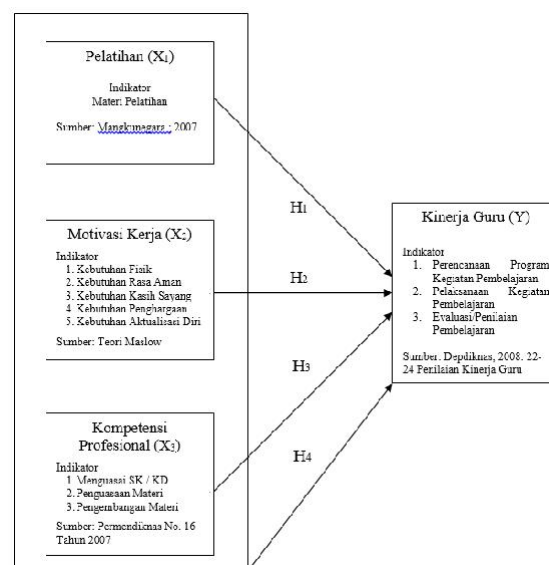 Pelatihan (X1)
Indikator
Materi Pelatihan
Sumber: Mangkunegara ; 2007
H1
Motivasi Kerja (X2)
Indikator
1. Kebutuhan Fisik
2. Kebutuhan Rasa Aman
3. Kebutuhan Kasih Sayang
4. Kebutuhan Penghargaan
5. Kebutuhan Aktualisasi Diri
Sumber: Teori Maslow
H2
Kinerja Guru (Y)
Indikator
1. Perencanaan Program
Kegiatan Pembelajaran
2. Pelaksanaan Kegiatan
Pembelajaran
3. Evaluasi/Penilaian
Pembelajaran
Sumber: Depdiknas, 2008. 22-
24 Penilaian Kinerja Guru
H3
Kompetensi
Profesional (X3)
Indikator
1 Menguasai SK / KD
2. Penguasaan Materi
3. Pengembangan Materi
Sumber: Permendiknas No. 16
Tahun 2007
H4